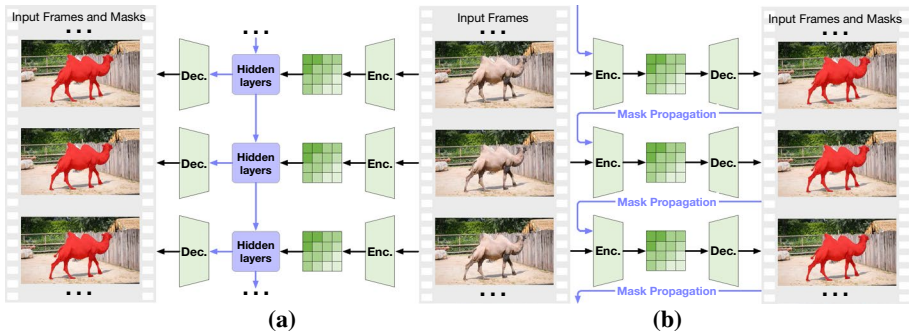 Input Frames and Masks
...
Input Frames
...
Input Frames and Masks
...
...
Dec.
Hidden layers
Enc.
Enc.
Dec.
Mask Propagation
Dec.
Hidden layers
Enc.
Enc.
Dec.
Mask Propagation
Dec.
Hidden layers
Enc.
Enc.
Dec.
Mask Propagation
...
...
...
...
(a)
(b)